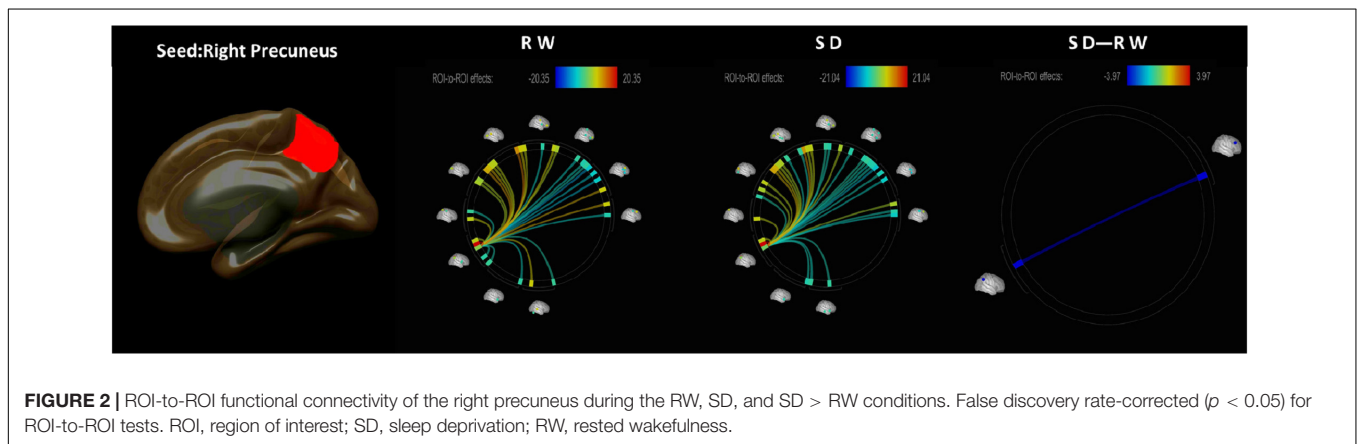 Seed:Right Precuneus
R W
S D
S D—R W
ROI-to-ROI effects: -20.35 20.35
ROI-to-ROI effects: -21.04 21.04
ROI-to-ROI effects: -3.97 3.97
FIGURE 2 | ROI-to-ROI functional connectivity of the right precuneus during the RW, SD, and SD > RW conditions. False discovery rate-corrected (p < 0.05) for
ROI-to-ROI tests. ROI, region of interest; SD, sleep deprivation; RW, rested wakefulness.